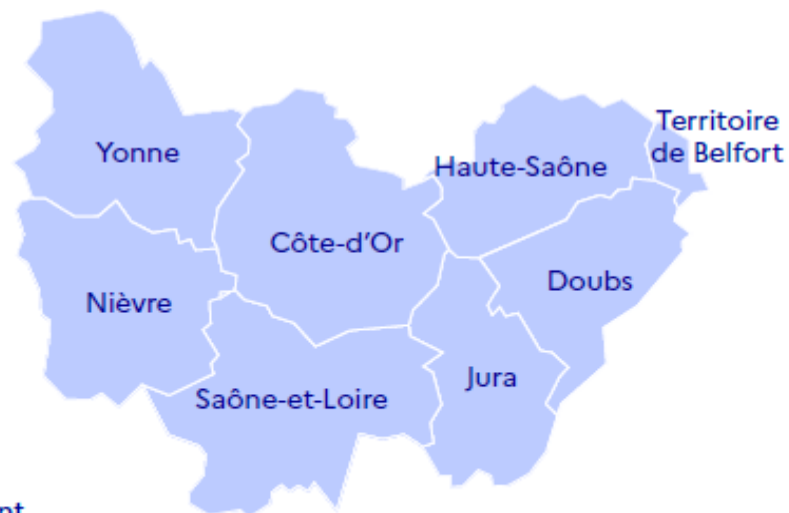 Territoire
de Belfort
Yonne
Haute-Saône
Côte-d'Or
Doubs
Nièvre
Jura
Saône-et-Loire